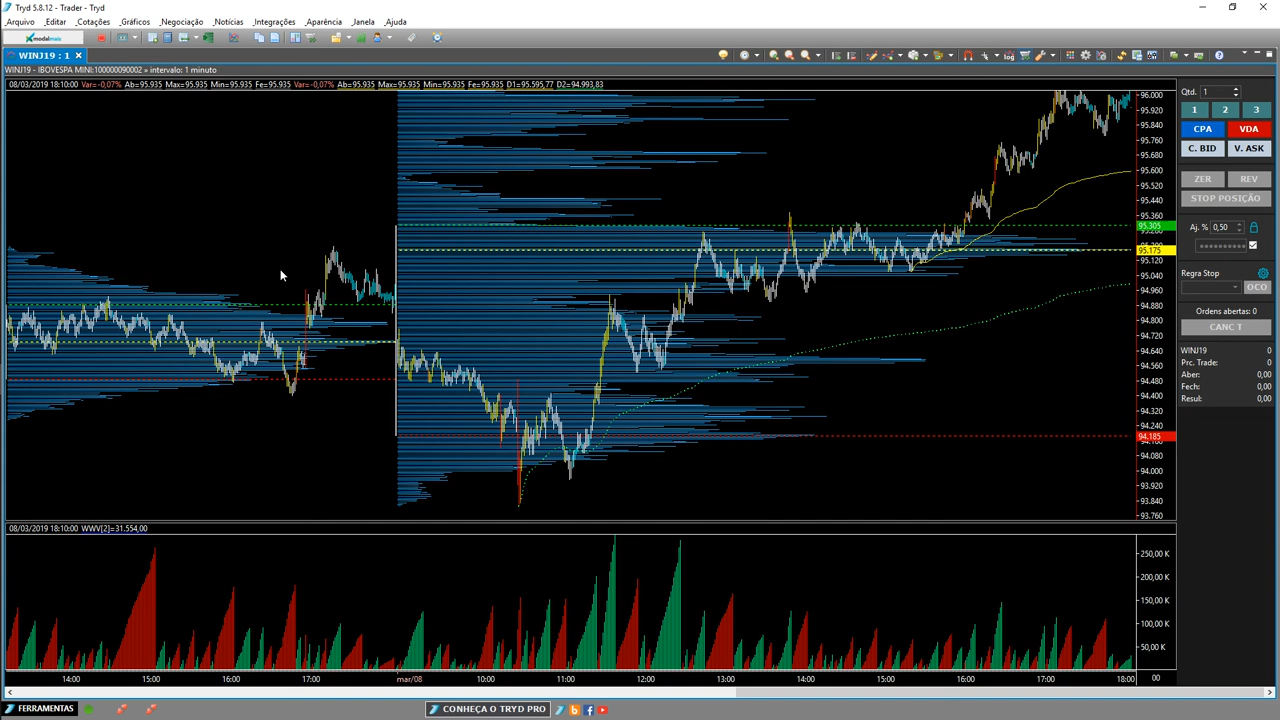 Tryd 5.8.12 - Trader - Tryd
Arquivo Editar Cotações Gráficos Negociação Notícias Integrações Aparência Janela Ajuda
modalmais
WINJ19 : 1
WINJ19 - IBOVESPA MINI:100000090002 » intervalo: 1 minuto
08/03/2019 18:10:00 Var=-0,07% Ab=95.935 Max=95.935 Min=95.935 Fe=95.935 Var=-0,07% Ab=95.935 Max=95.935 Min=95.935 Fe=95.935 D1=95.595,77 D2=94.993,83
96.000
95.920
95.840
95.760
95.680
95.600
95.520
95.440
95.360
95.305
95.175
95.120
95.040
94.960
94.880
94.800
94.720
94.640
94.560
94.480
94.400
94.320
94.240
94.185
94.080
94.000
93.920
93.840
93.760
Qtd. 1
1 2 3
CPA VDA
C. BID V. ASK
ZER REV
STOP POSIÇÃO
Aj. % 0,50
Regra Stop
OCO
Ordens abertas: 0
CANC T
WINJ19 0
Prc. Trade: 0
Aber: 0,00
Fech: 0,00
Resul: 0,00
08/03/2019 18:10:00 WWV[2]=31.554,00
250,00 K
200,00 K
150,00 K
100,00 K
50,00 K
14:00 15:00 16:00 17:00 mar/08 10:00 11:00 12:00 13:00 14:00 15:00 16:00 17:00 18:00 00
FERRAMENTAS
CONHEÇA O TRYD PRO